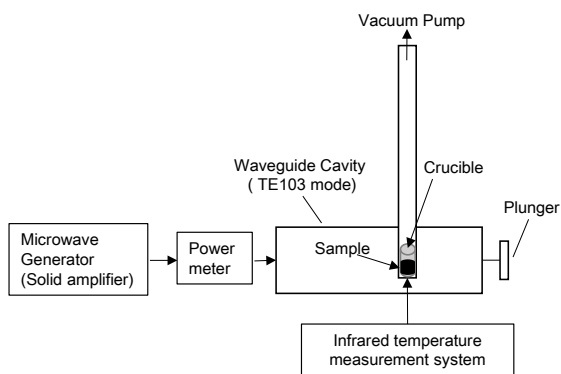 Vacuum Pump
Waveguide Cavity
( TE103 mode)
Crucible
Plunger
Microwave
Generator
(Solid amplifier)
Power
meter
Sample
Infrared temperature
measurement system